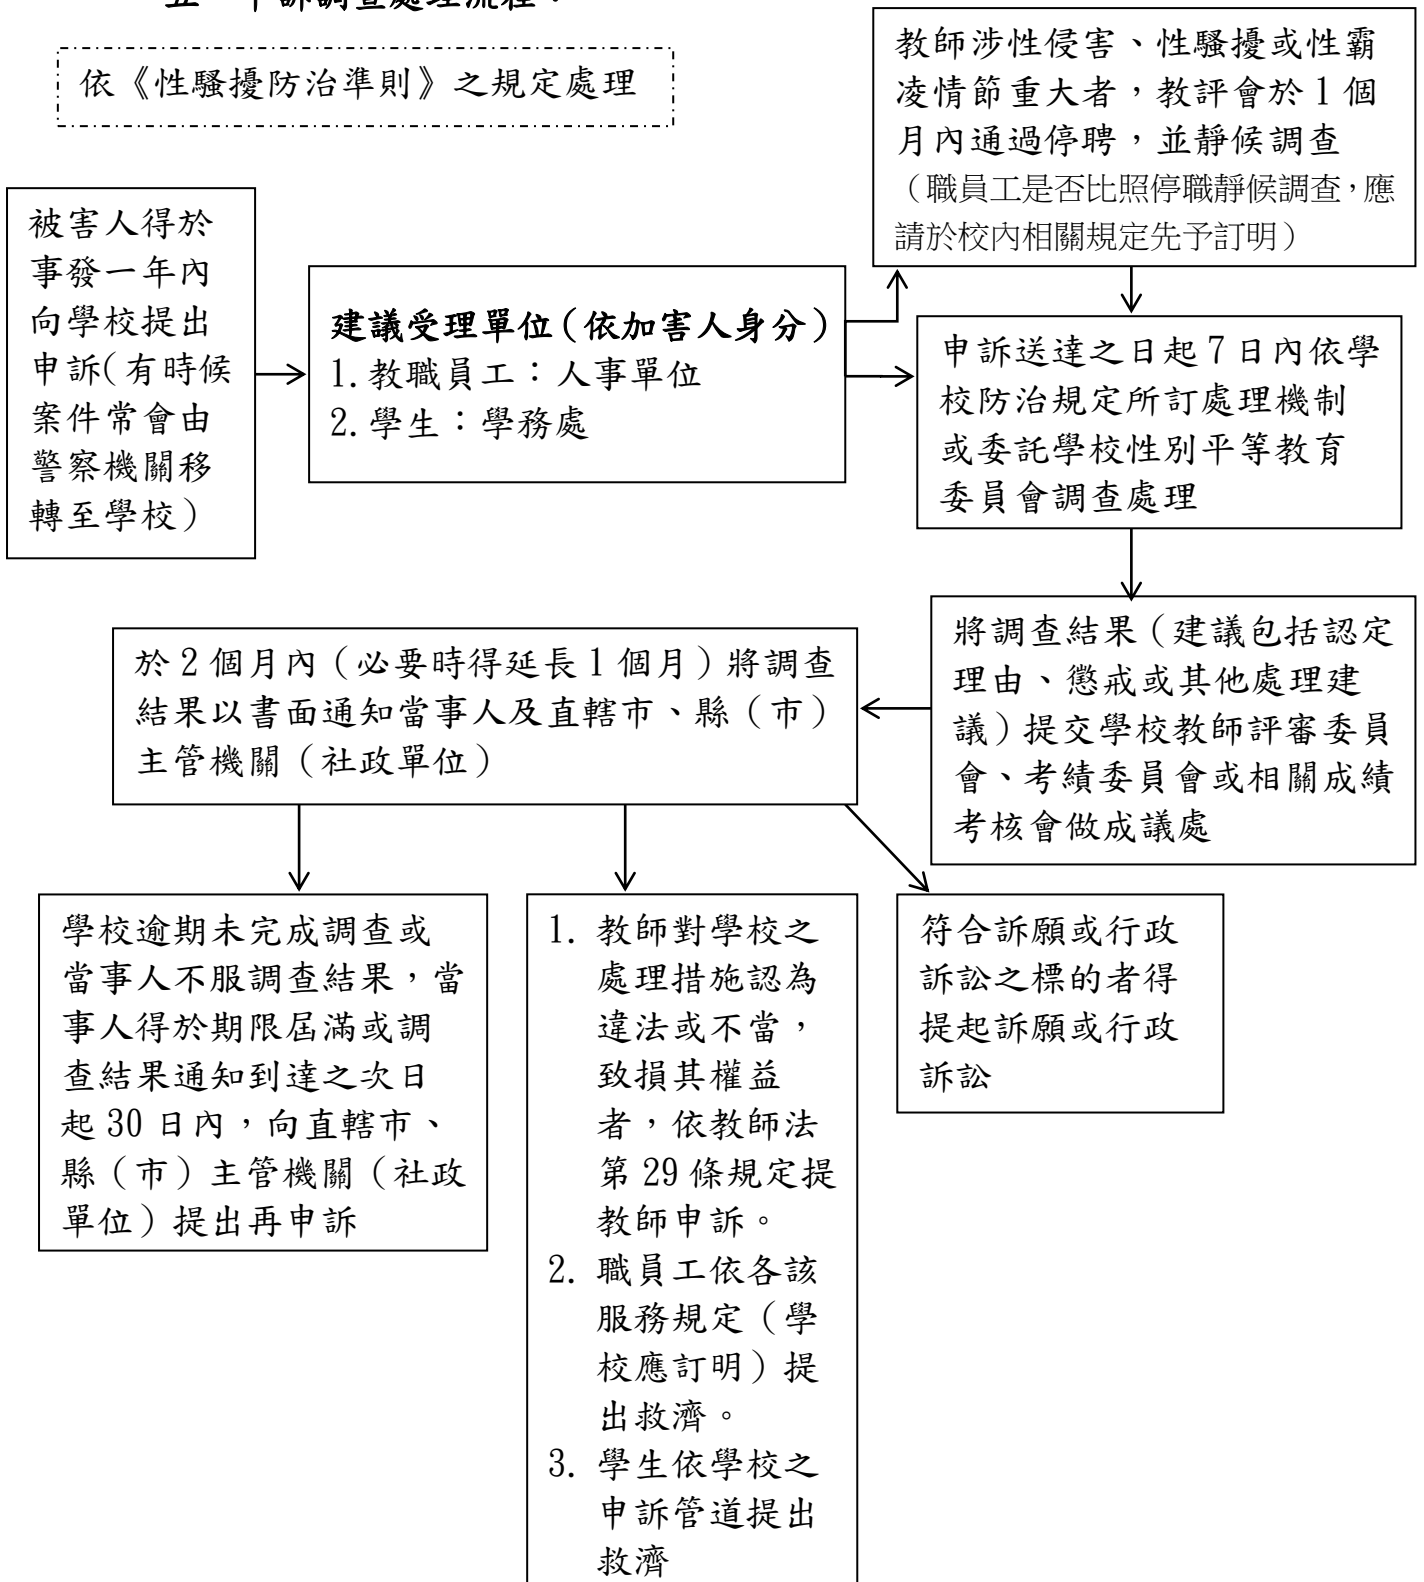 五、申訴調查處理流程：
依《性騷擾防治準則》之規定處理
教師涉性侵害、性騷擾或性霸
凌情節重大者，教評會於1個
月內通過停聘，並靜候調查
（職員工是否比照停職靜候調查，應
請於校內相關規定先予訂明）
被害人得於
事發一年內
向學校提出
申訴(有時候
案件常會由
警察機關移
轉至學校)
建議受理單位(依加害人身分)
1.教職員工：人事單位
2.學生：學務處
申訴送達之日起7日內依學
校防治規定所訂處理機制
或委託學校性別平等教育
委員會調查處理
將調查結果（建議包括認定
理由、懲戒或其他處理建
議）提交學校教師評審委員
會、考績委員會或相關成績
考核會做成議處
於2個月內（必要時得延長1個月）將調查
結果以書面通知當事人及直轄市、縣（市）
主管機關（社政單位）
學校逾期未完成調查或
當事人不服調查結果，當
事人得於期限屆滿或調
查結果通知到達之次日
起30日內，向直轄市、
縣（市）主管機關（社政
單位）提出再申訴
1. 教師對學校之
處理措施認為
違法或不當，
致損其權益
者，依教師法
第29條規定提
教師申訴。
2. 職員工依各該
服務規定（學
校應訂明）提
出救濟。
3. 學生依學校之
申訴管道提出
救濟
符合訴願或行政
訴訟之標的者得
提起訴願或行政
訴訟